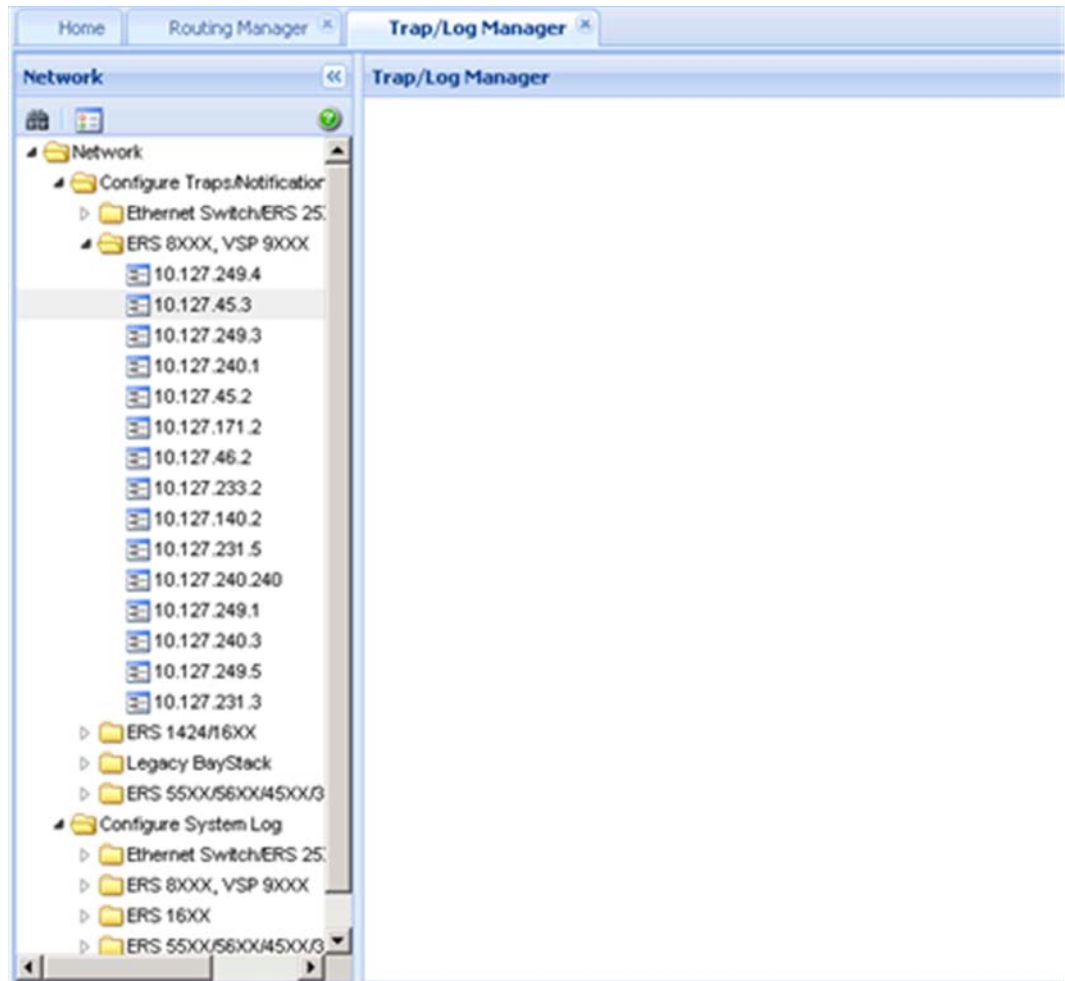 Home Routing Manager Trap/Log Manager
Network
Trap/Log Manager
Network
Configure Traps/Notification
Ethernet Switch/ERS 25
ERS 8XXX, VSP 9XXX
10.127.249.4
10.127.45.3
10.127.249.3
10.127.240.1
10.127.45.2
10.127.171.2
10.127.46.2
10.127.233.2
10.127.140.2
10.127.231.5
10.127.240.240
10.127.249.1
10.127.240.3
10.127.249.5
10.127.231.3
ERS 1424/16XX
Legacy BayStack
ERS 55XX/56XX/45XX/3
Configure System Log
Ethernet Switch/ERS 25
ERS 8XXX, VSP 9XXX
ERS 16XX
ERS 55XX/56XX/45XX/3